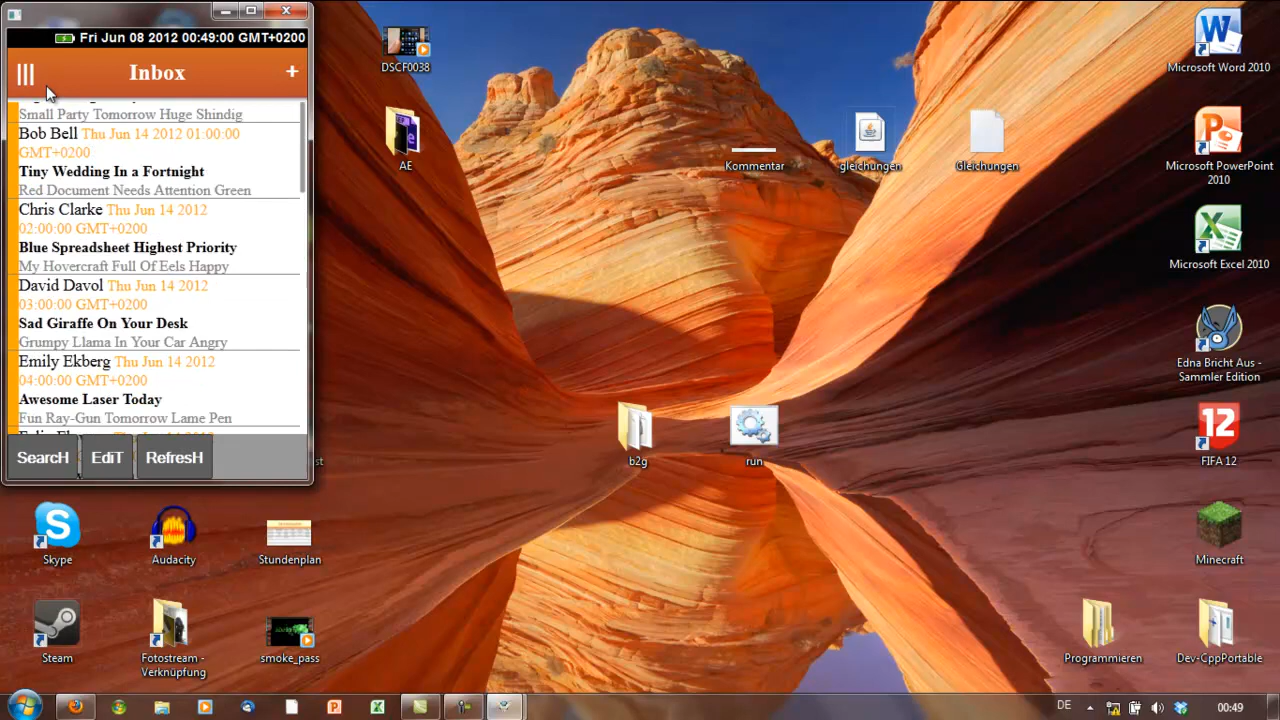 Fri Jun 08 2012 00:49:00 GMT+0200
Inbox
+
Small Party Tomorrow Huge Shindig
Bob Bell Thu Jun 14 2012 01:00:00
GMT+0200
Tiny Wedding In a Fortnight
Red Document Needs Attention Green
Chris Clarke Thu Jun 14 2012
02:00:00 GMT+0200
Blue Spreadsheet Highest Priority
My Hovercraft Full Of Eels Happy
David Davol Thu Jun 14 2012
03:00:00 GMT+0200
Sad Giraffe On Your Desk
Grumpy Llama In Your Car Angry
Emily Ekberg Thu Jun 14 2012
04:00:00 GMT+0200
Awesome Laser Today
Fun Ray-Gun Tomorrow Lame Pen
SearcH
EdiT
RefresH
DSCF0038
AE
Kommentar
gleichungen
Gleichungen
Microsoft Word 2010
Microsoft PowerPoint
2010
Microsoft Excel 2010
Edna Bricht Aus -
Sammler Edition
12
FIFA 12
b2g
run
Skype
Audacity
Stundenplan
Minecraft
Steam
Fotostream -
Verknüpfung
smoke_pass
Programmieren
Dev-CppPortable
DE
00:49